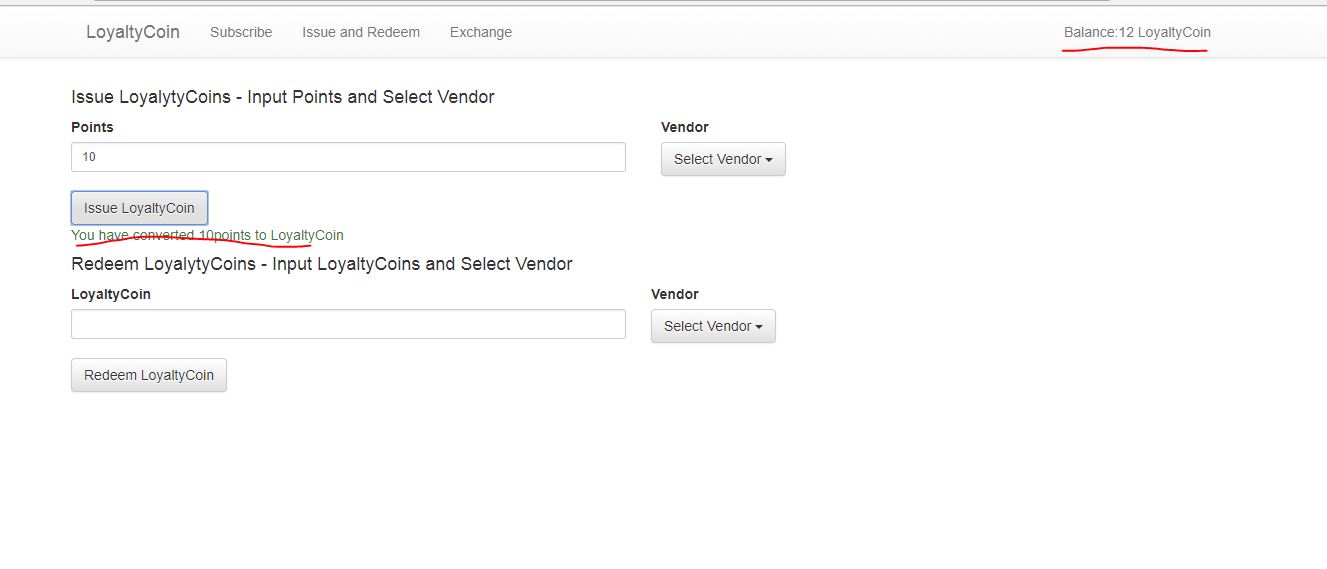 LoyaltyCoin Subscribe Issue and Redeem Exchange Balance:12 LoyaltyCoin
Issue LoyalytyCoins - Input Points and Select Vendor
Points Vendor
10 Select Vendor
Issue LoyaltyCoin
You have converted 10points to LoyaltyCoin
Redeem LoyalytyCoins - Input LoyaltyCoins and Select Vendor
LoyaltyCoin Vendor
Select Vendor
Redeem LoyaltyCoin